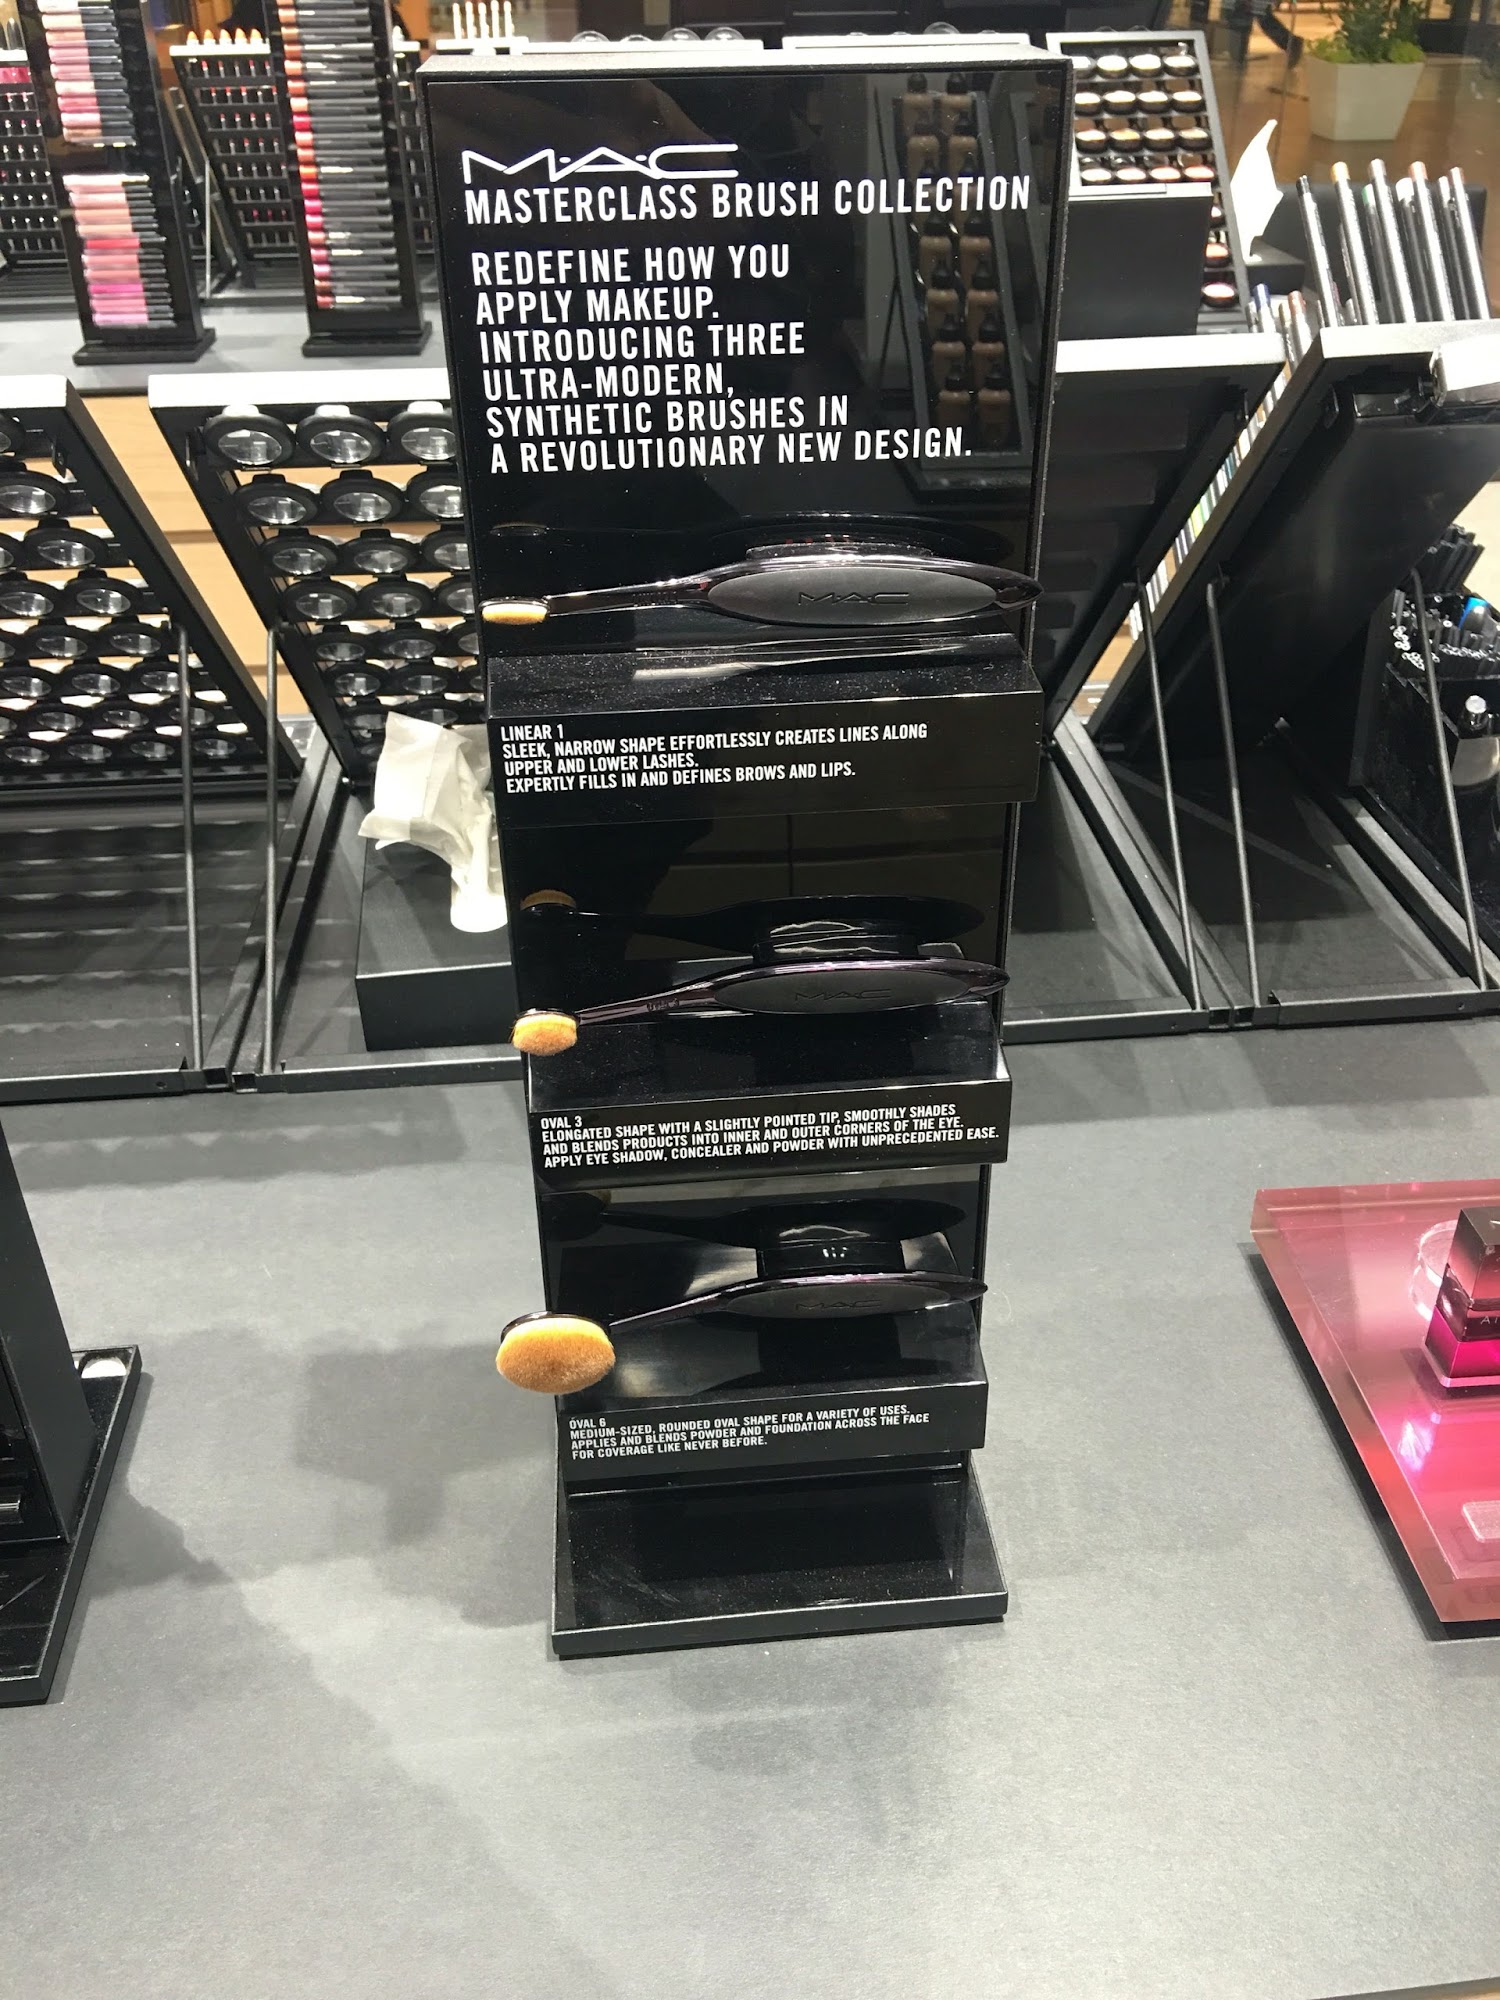 M·A·C
MASTERCLASS BRUSH COLLECTION
REDEFINE HOW YOU
APPLY MAKEUP.
INTRODUCING THREE
ULTRA-MODERN,
SYNTHETIC BRUSHES IN
A REVOLUTIONARY NEW DESIGN.
MAC
LINEAR 1
SLEEK, NARROW SHAPE EFFORTLESSLY CREATES LINES ALONG
UPPER AND LOWER LASHES.
EXPERTLY FILLS IN AND DEFINES BROWS AND LIPS.
MAC
OVAL 3
ELONGATED SHAPE WITH A SLIGHTLY POINTED TIP, SMOOTHLY SHADES
AND BLENDS PRODUCTS INTO INNER AND OUTER CORNERS OF THE EYE.
APPLY EYE SHADOW, CONCEALER AND POWDER WITH UNPRECEDENTED EASE.
MAC
OVAL 6
MEDIUM-SIZED, ROUNDED OVAL SHAPE FOR A VARIETY OF USES.
APPLIES AND BLENDS POWDER AND FOUNDATION ACROSS THE FACE
FOR COVERAGE LIKE NEVER BEFORE.